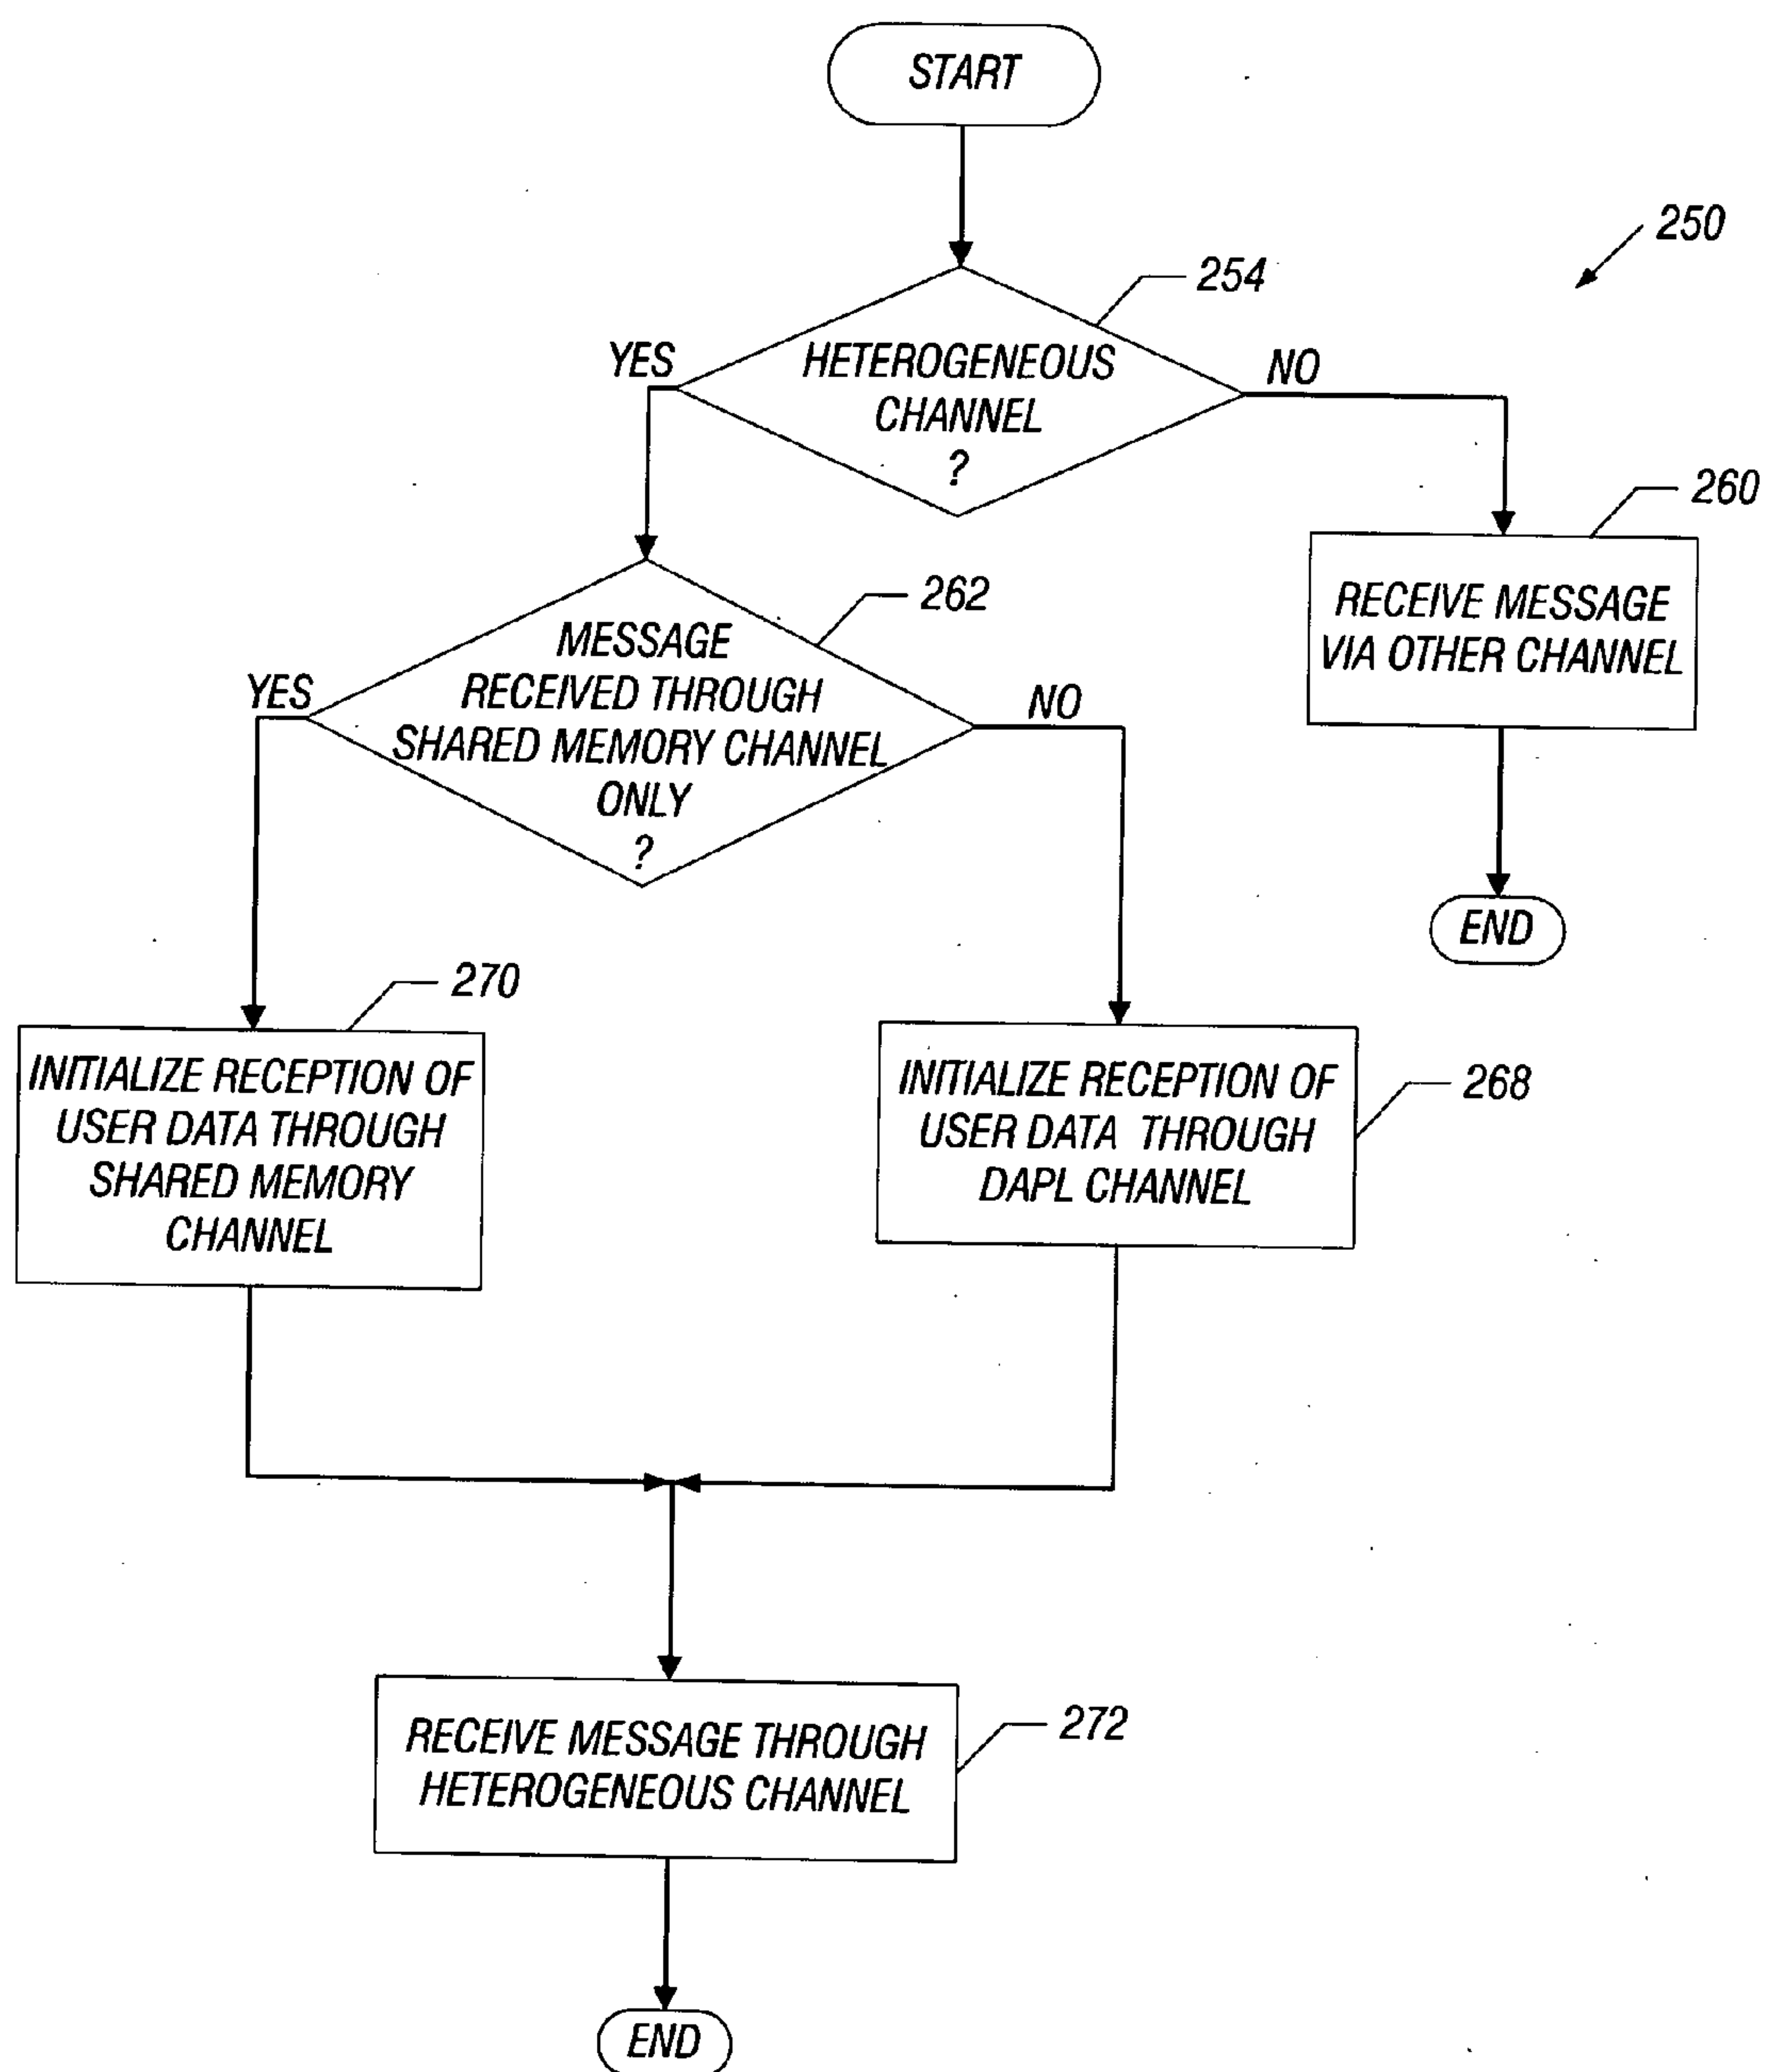 START
250
254
HETEROGENEOUS
CHANNEL
?
YES
NO
260
RECEIVE MESSAGE
VIA OTHER CHANNEL
END
262
MESSAGE
RECEIVED THROUGH
SHARED MEMORY CHANNEL
ONLY
?
YES
NO
270
INITIALIZE RECEPTION OF
USER DATA THROUGH
SHARED MEMORY
CHANNEL
268
INITIALIZE RECEPTION OF
USER DATA THROUGH
DAPL CHANNEL
272
RECEIVE MESSAGE THROUGH
HETEROGENEOUS CHANNEL
END